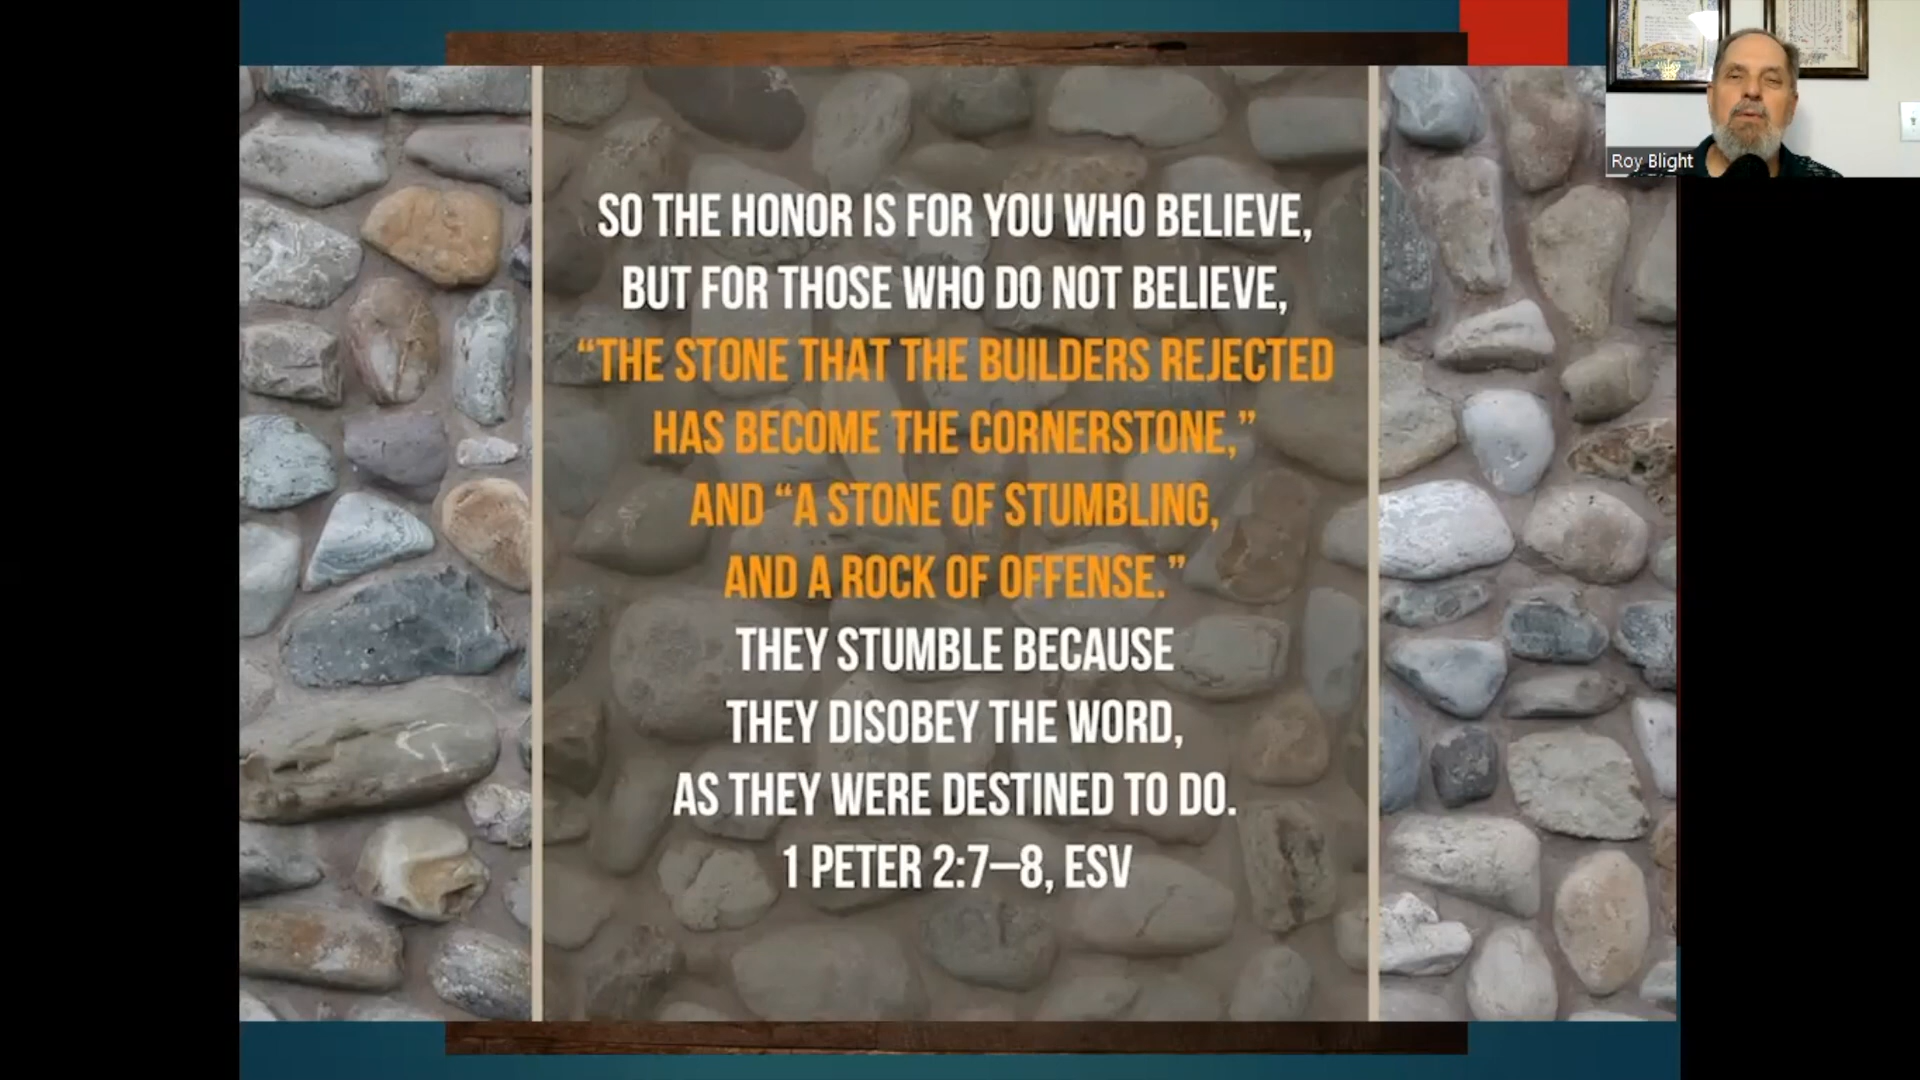 SO THE HONOR IS FOR YOU WHO BELIEVE,
BUT FOR THOSE WHO DO NOT BELIEVE,
“THE STONE THAT THE BUILDERS REJECTED
HAS BECOME THE CORNERSTONE,”
AND “A STONE OF STUMBLING,
AND A ROCK OF OFFENSE.”
THEY STUMBLE BECAUSE
THEY DISOBEY THE WORD,
AS THEY WERE DESTINED TO DO.
1 PETER 2:7—8, ESV
Roy Blight